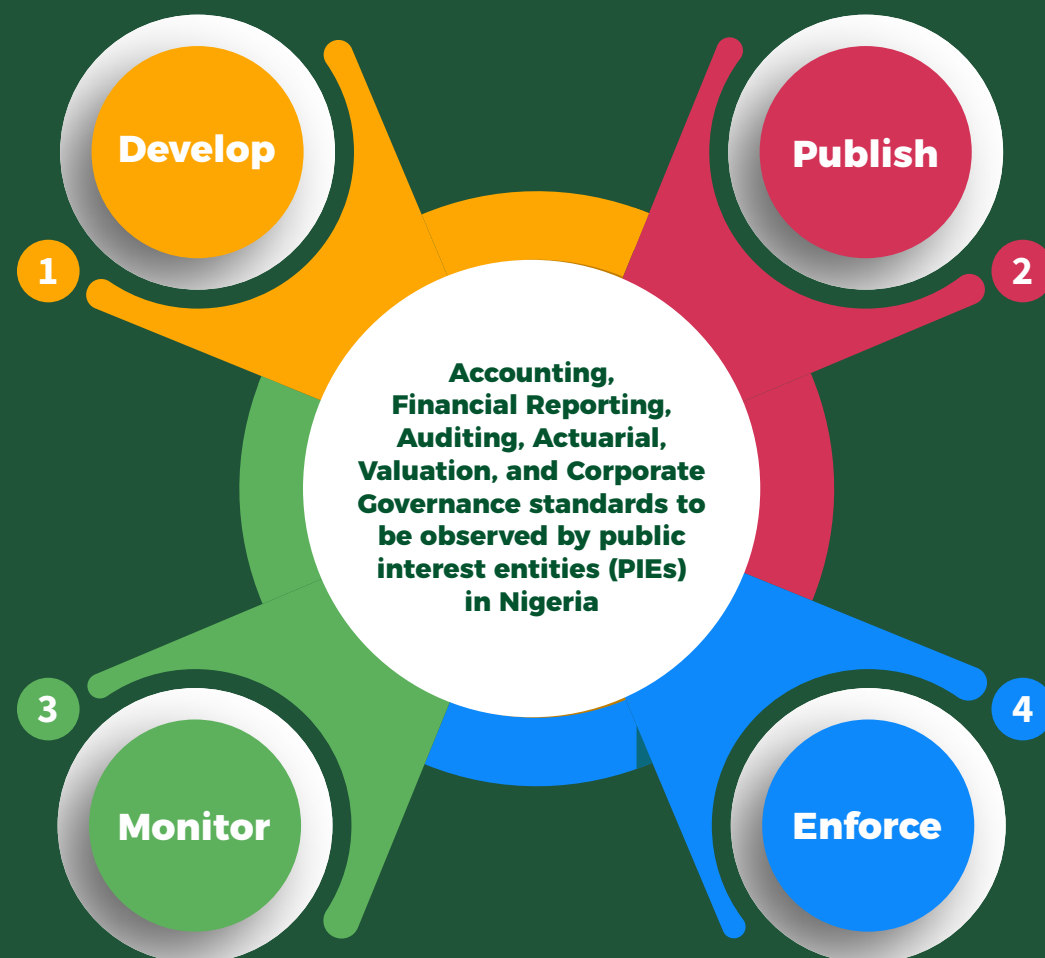 Develop
1
Publish
2
Accounting,
Financial Reporting,
Auditing, Actuarial,
Valuation, and Corporate
Governance standards to
be observed by public
interest entities (PIEs)
in Nigeria
3
Monitor
4
Enforce